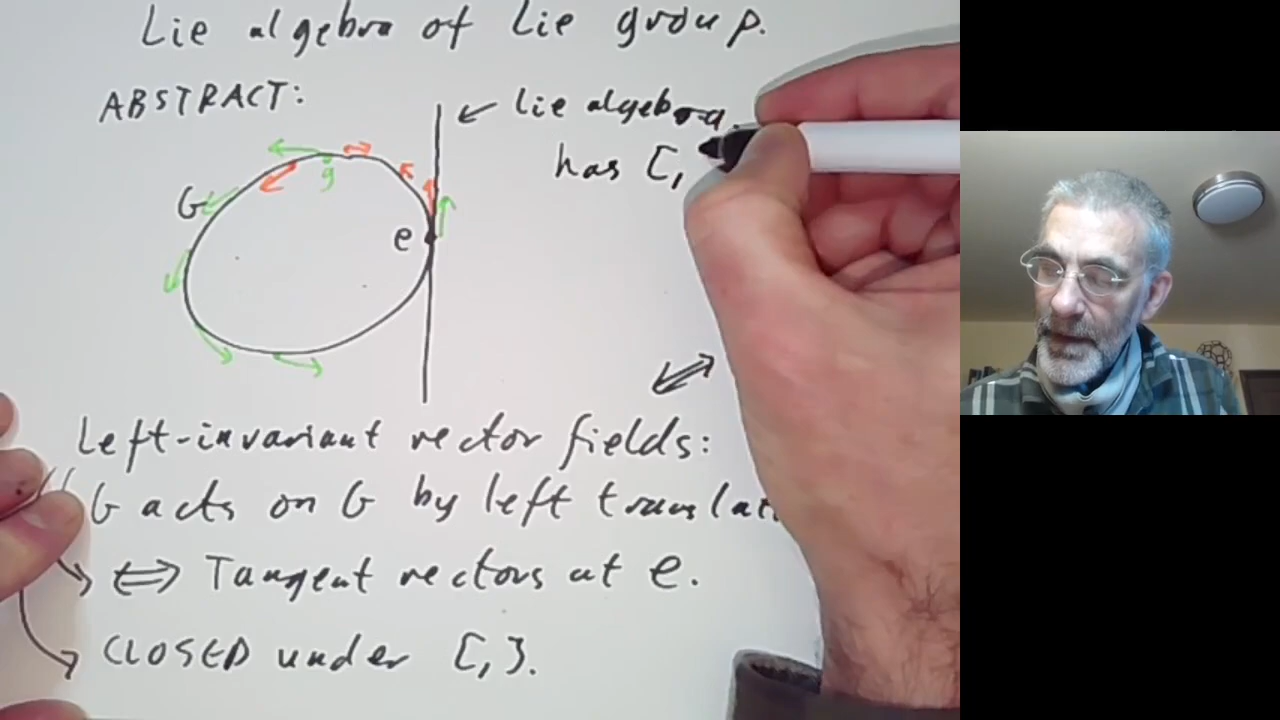 Lie algebra of Lie group.
ABSTRACT:
← Lie algebra.
has [,
g
G
e
Left-invariant vector fields:
G acts on G by left translati
⇔ Tangent vectors at e.
CLOSED under [,].